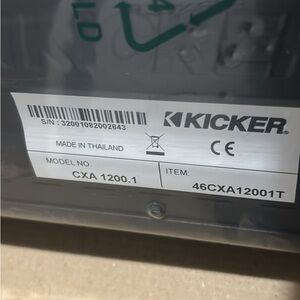 S/N : 32001082002643
KICKER®
MADE IN THAILAND
CE
MODEL NO.
CXA 1200.1
ITEM:
46CXA12001T